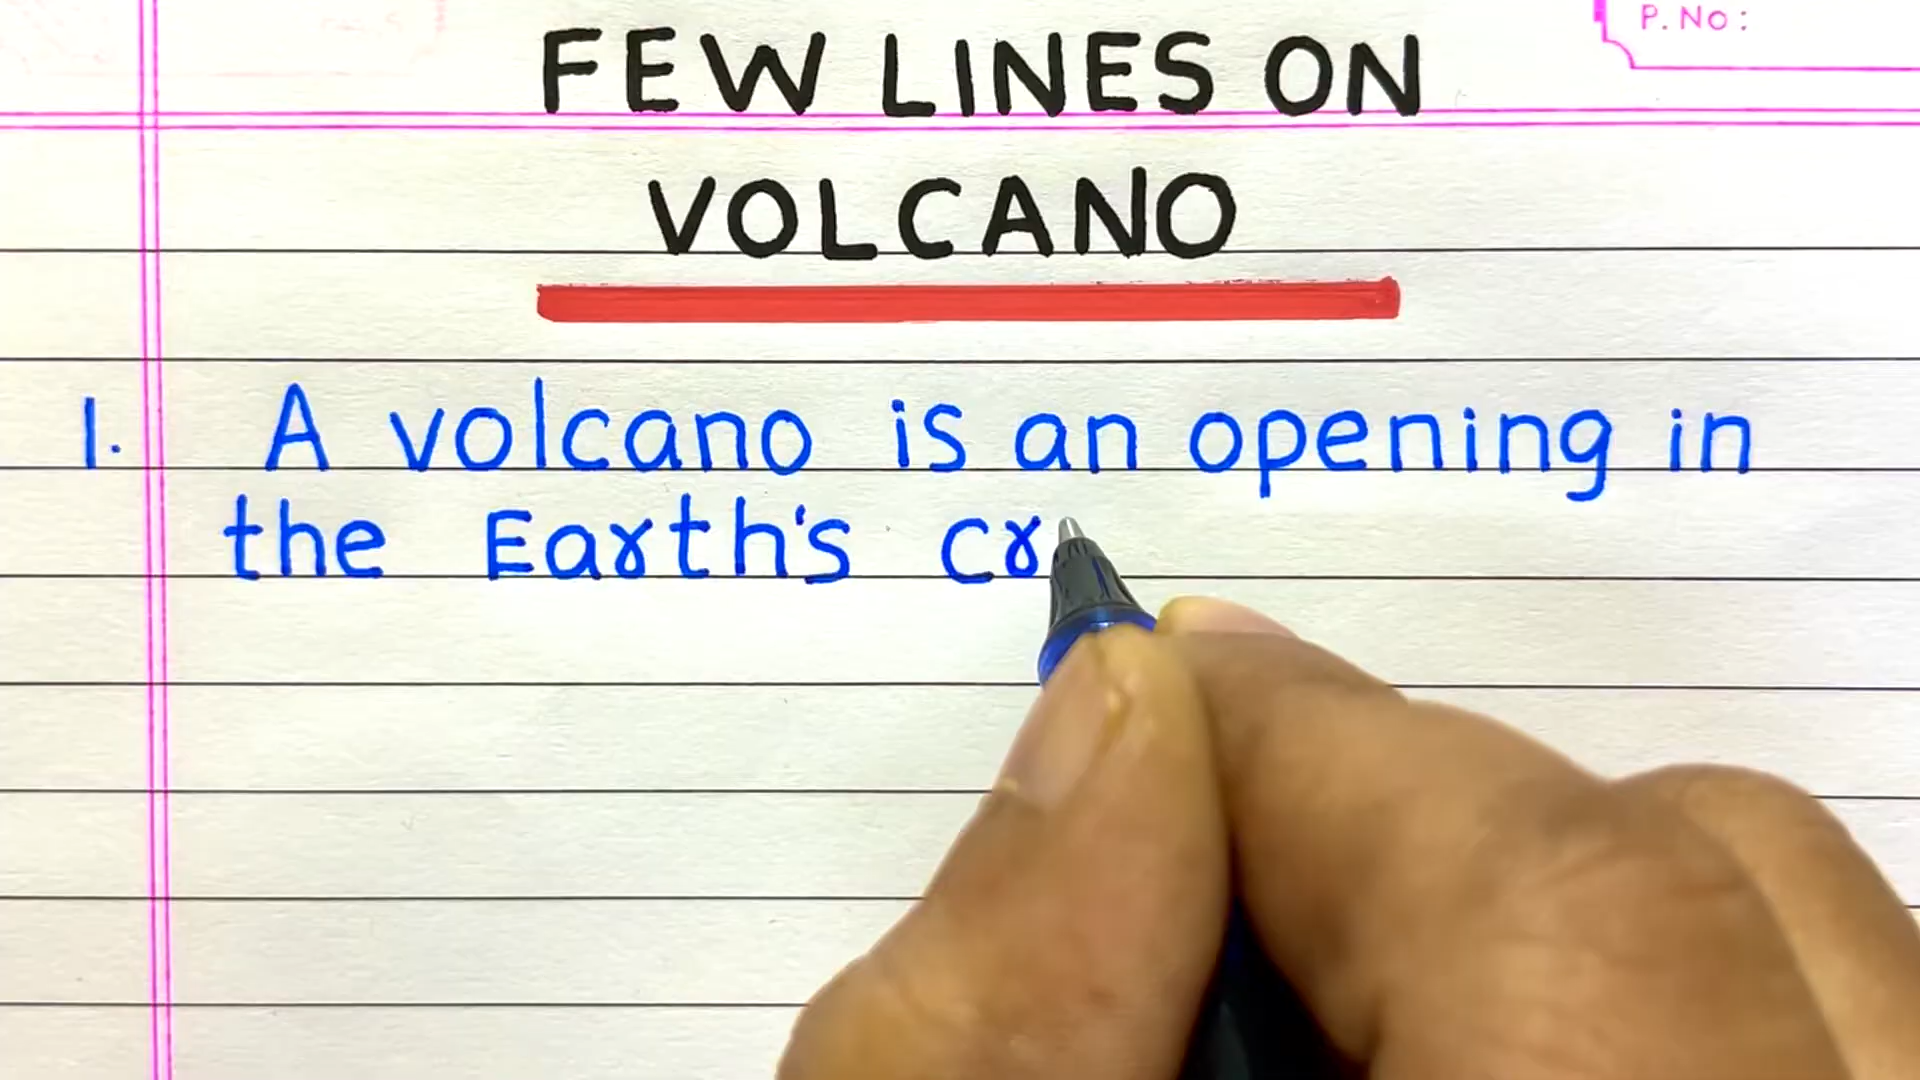 P. No :
FEW LINES ON
VOLCANO
1. A volcano is an opening in
the Earth's cr